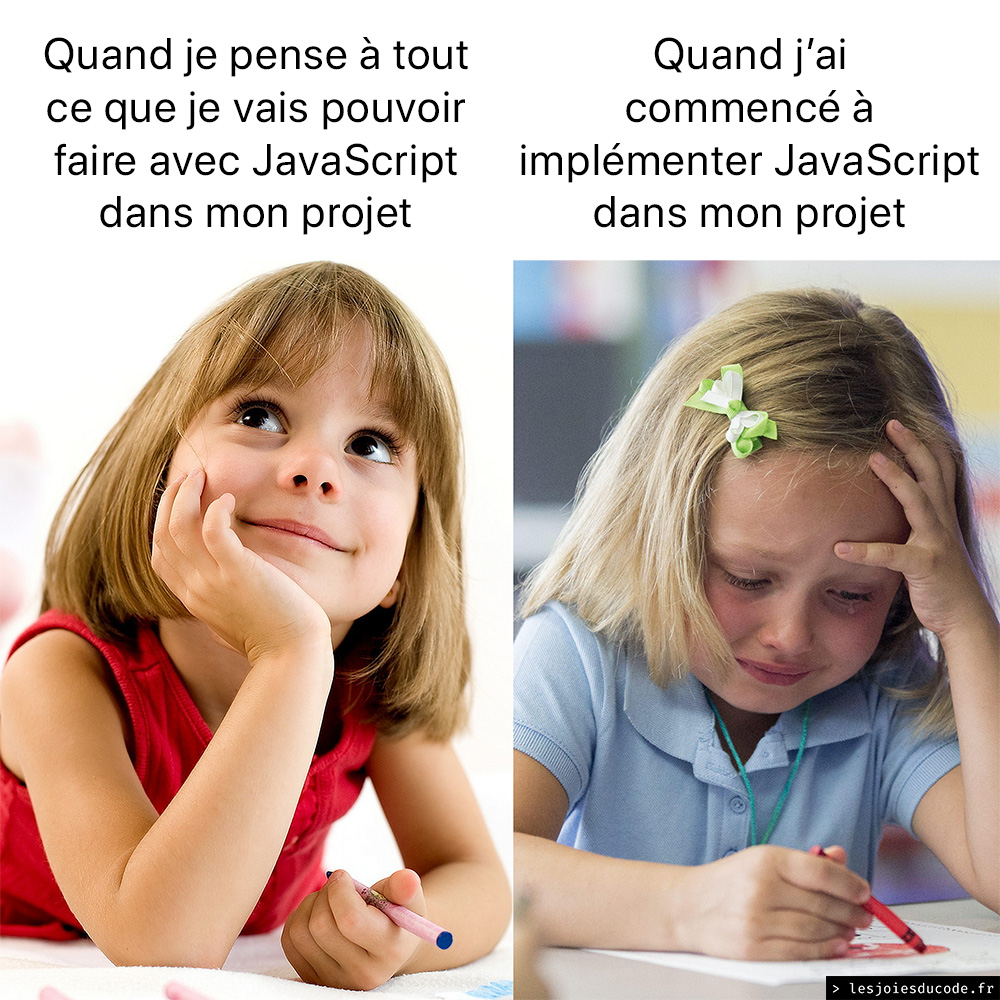 Quand je pense à tout
ce que je vais pouvoir
faire avec JavaScript
dans mon projet
Quand j’ai
commencé à
implémenter JavaScript
dans mon projet
> lesjoiesducode.fr